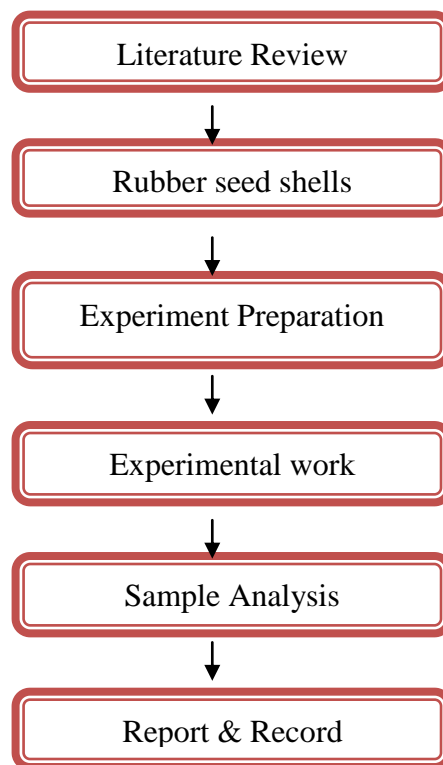 Literature Review
Rubber seed shells
Experiment Preparation
Experimental work
Sample Analysis
Report & Record